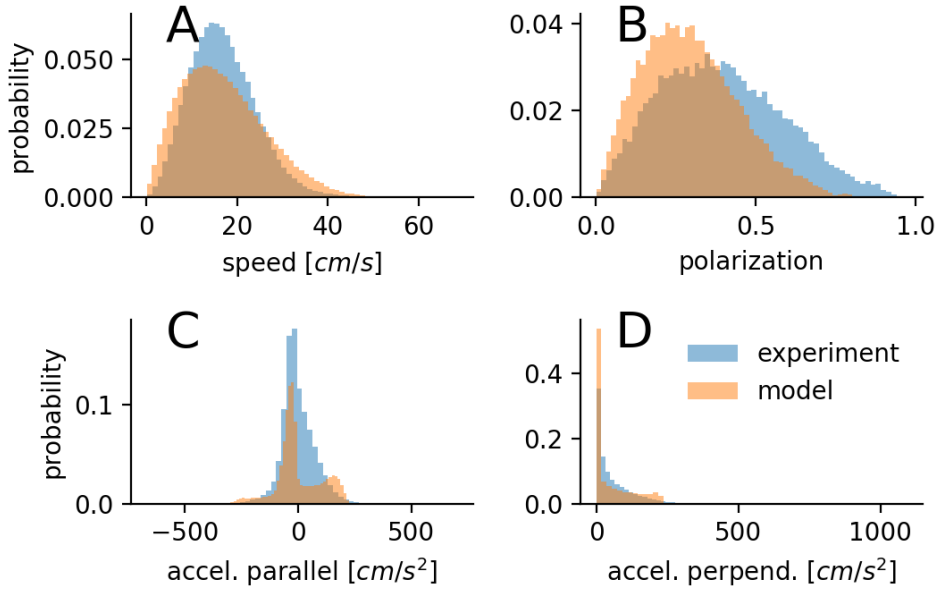 A
B
probability
0.050
0.025
0.000
0.04
0.02
0.00
0
20
40
60
0.0
0.5
1.0
speed [cm/s]
polarization
C
D
probability
0.1
0.0
0.4
0.2
0.0
experiment
model
−500
0
500
0
500
1000
accel. parallel [cm/s²]
accel. perpend. [cm/s²]